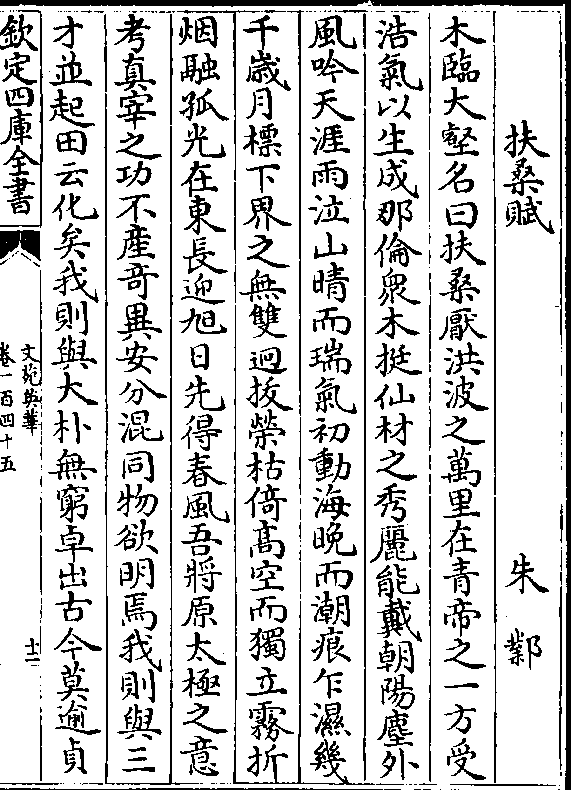 扶桑賦　朱鄴
木臨大壑名曰扶桑厭洪波之萬里在青帝之一方受
浩氣以生成那倫衆木挺仙材之秀麗能戴朝陽塵外
風吟天涯雨泣山晴而瑞氣初動海晚而潮痕乍濕幾
千歲月標下界之無雙迥拔榮枯倚髙空而獨立霧折
烟融孤光在東長迎旭日先得春風吾將原太極之意
考真宰之功不產竒異安分混同物欲明焉我則與三
才並起田云化矣我則與大朴無窮卓出古今莫逾貞
欽定四庫全書
文苑英華
卷一百四十五
十二